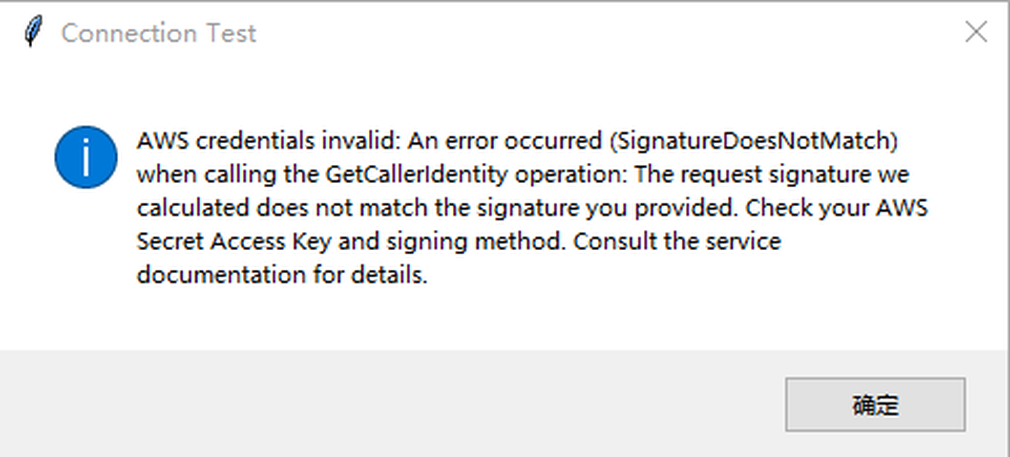 Connection Test
AWS credentials invalid: An error occurred (SignatureDoesNotMatch)
when calling the GetCallerIdentity operation: The request signature we
calculated does not match the signature you provided. Check your AWS
Secret Access Key and signing method. Consult the service
documentation for details.
确定